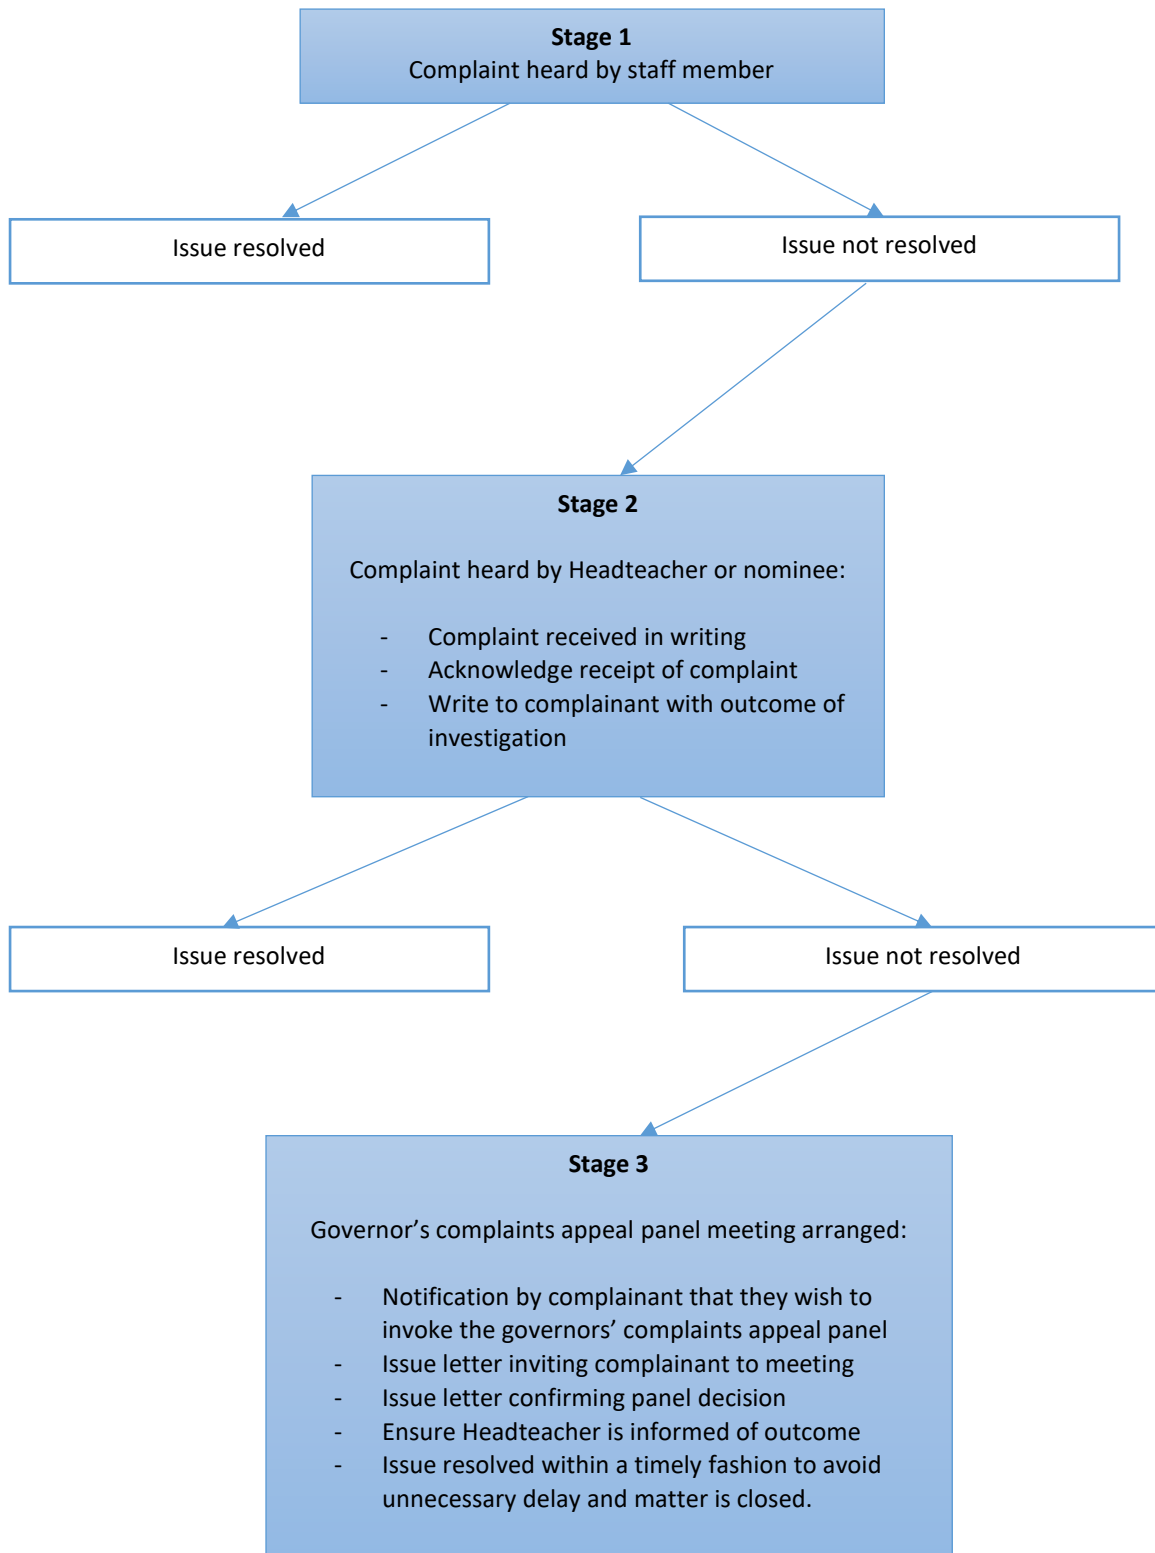 Stage 1
Complaint heard by staff member
Issue resolved
Issue not resolved
Stage 2
Complaint heard by Headteacher or nominee:
- Complaint received in writing
- Acknowledge receipt of complaint
- Write to complainant with outcome of
investigation
Issue resolved
Issue not resolved
Stage 3
Governor’s complaints appeal panel meeting arranged:
- Notification by complainant that they wish to
invoke the governors’ complaints appeal panel
- Issue letter inviting complainant to meeting
- Issue letter confirming panel decision
- Ensure Headteacher is informed of outcome
- Issue resolved within a timely fashion to avoid
unnecessary delay and matter is closed.